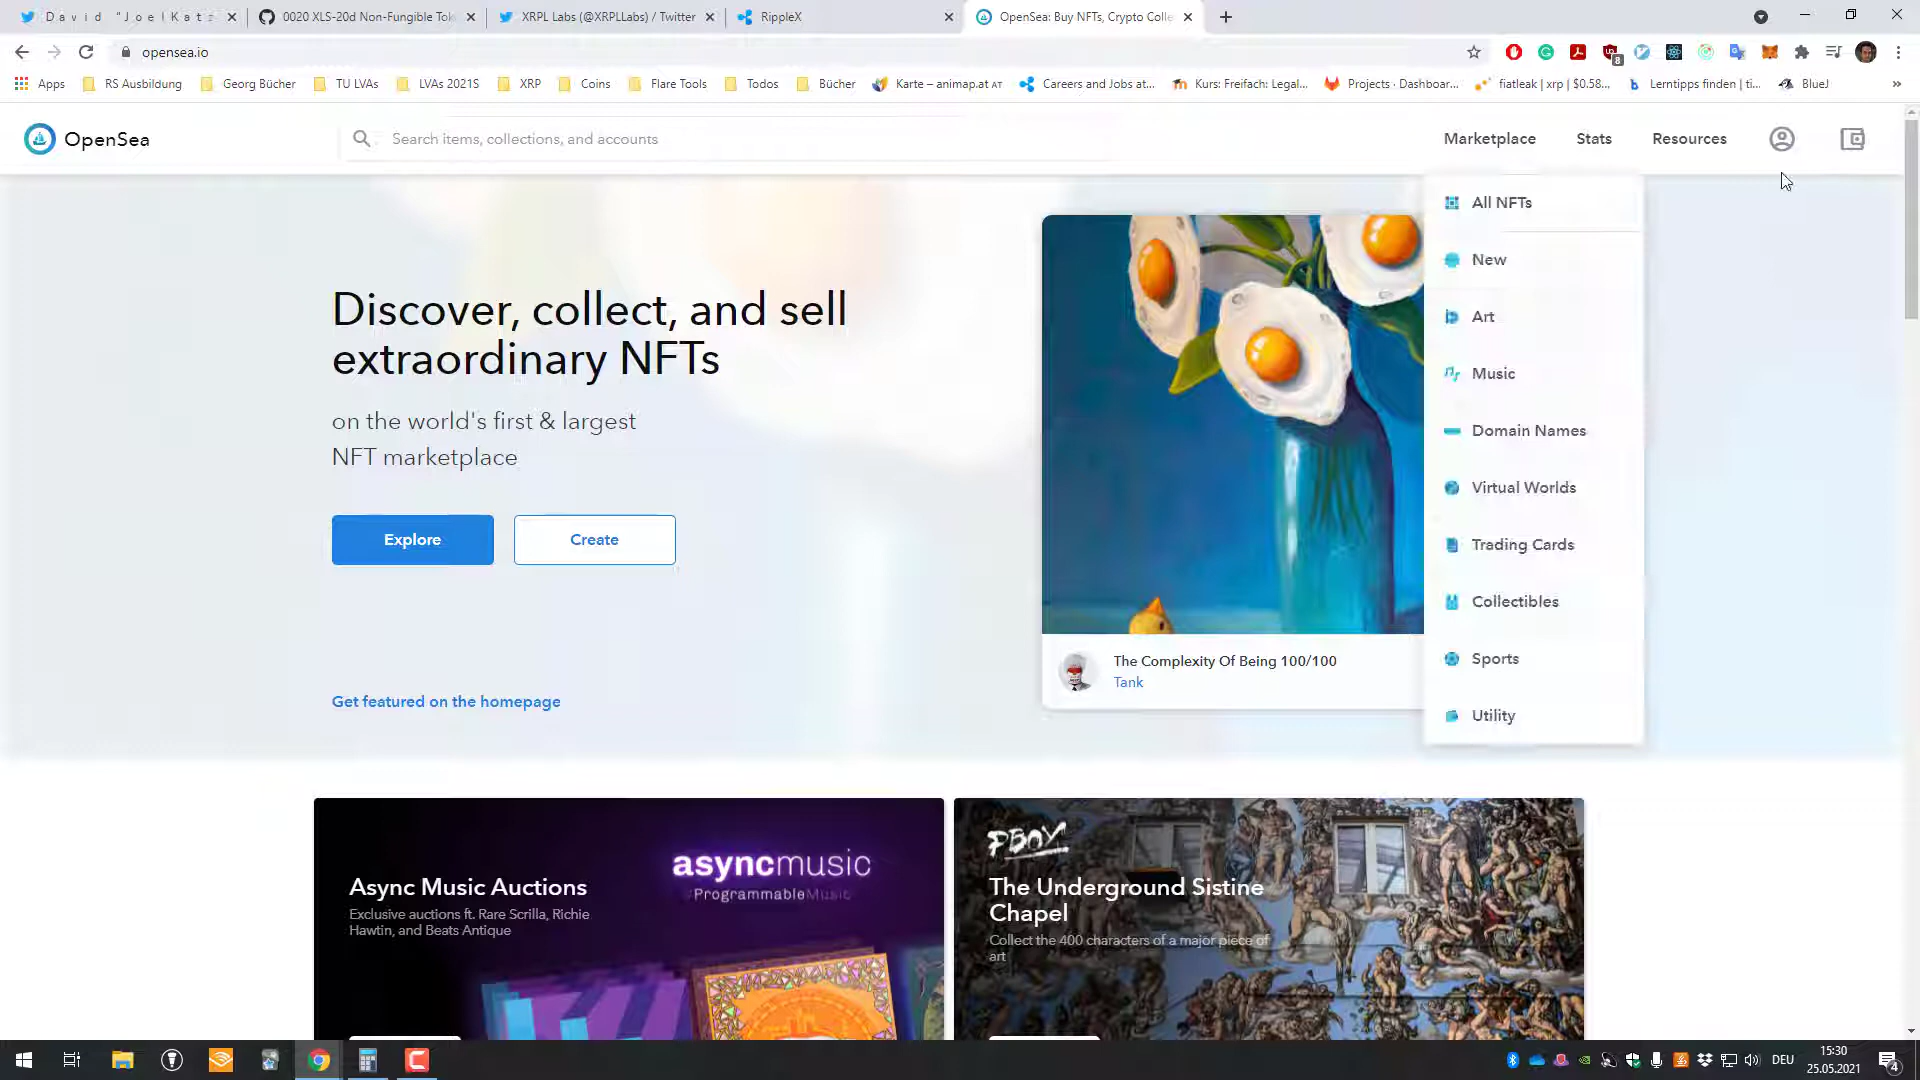 David "JoelKatz
0020 XLS-20d Non-Fungible Tok
XRPL Labs (@XRPLLabs) / Twitter
RippleX
OpenSea: Buy NFTs, Crypto Colle
opensea.io
8
Apps
RS Ausbildung
Georg Bücher
TU LVAs
LVAs 2021S
XRP
Coins
Flare Tools
Todos
Bücher
Karte – animap.at AT
Careers and Jobs at...
Kurs: Freifach: Legal...
Projects · Dashboar...
fiatleak | xrp | $0.58...
Lerntipps finden | ti...
BlueJ
»
OpenSea
Search items, collections, and accounts
Marketplace
Stats
Resources
All NFTs
New
Art
Music
Domain Names
Virtual Worlds
Trading Cards
Collectibles
Sports
Utility
Discover, collect, and sell
extraordinary NFTs
on the world's first & largest
NFT marketplace
Explore
Create
Get featured on the homepage
The Complexity Of Being 100/100
Tank
asyncmusic
#ProgrammableMusic
Async Music Auctions
Exclusive auctions ft. Rare Scrilla, Richie
Hawtin, and Beats Antique
PBOY
The Underground Sistine
Chapel
Collect the 400 characters of a major piece of
art
DEU
15:30
25.05.2021
4